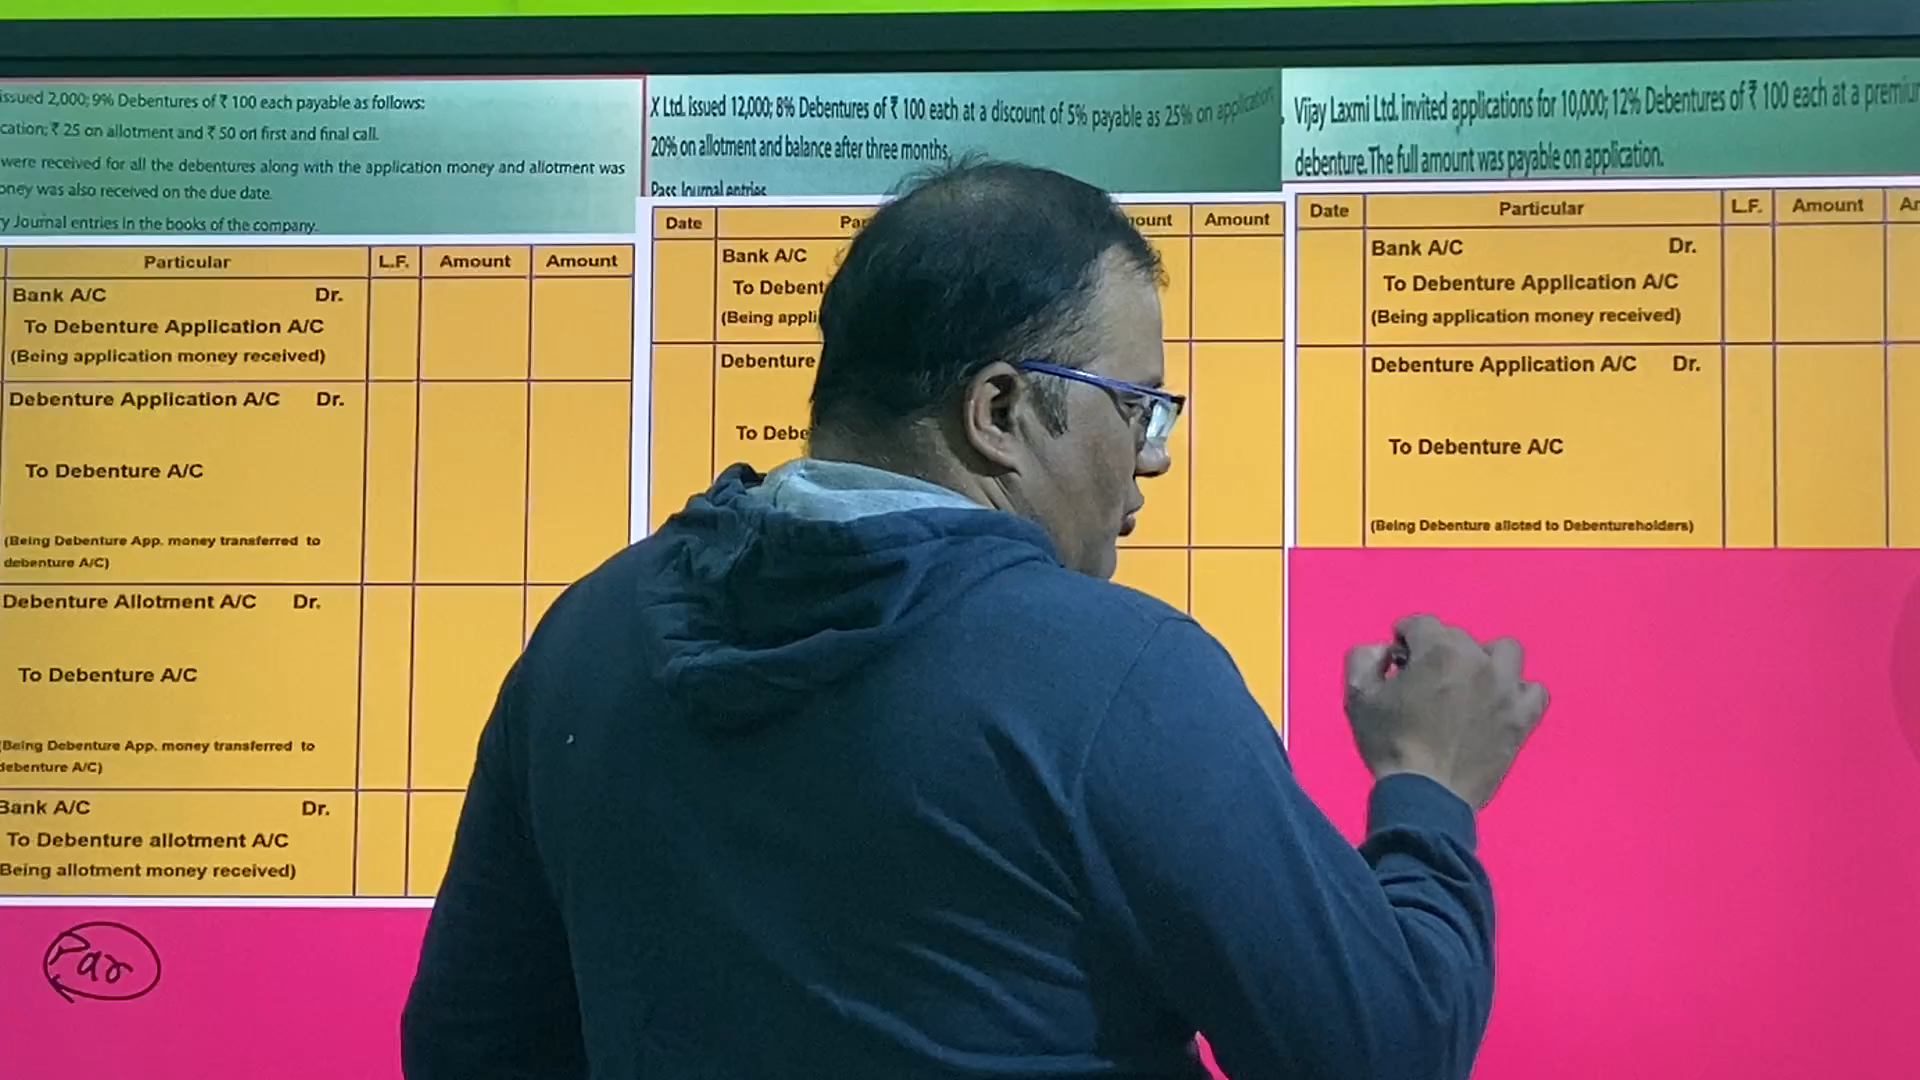 issued 2,000; 9% Debentures of ₹ 100 each payable as follows:
cation; ₹ 25 on allotment and ₹ 50 on first and final call.
were received for all the debentures along with the application money and allotment was
oney was also received on the due date.
y Journal entries in the books of the company.
Particular L.F. Amount Amount
Bank A/C Dr.
To Debenture Application A/C
(Being application money received)
Debenture Application A/C Dr.
To Debenture A/C
(Being Debenture App. money transferred to
debenture A/C)
Debenture Allotment A/C Dr.
To Debenture A/C
(Being Debenture App. money transferred to
debenture A/C)
Bank A/C Dr.
To Debenture allotment A/C
Being allotment money received)
Par
X Ltd. issued 12,000; 8% Debentures of ₹ 100 each at a discount of 5% payable as 25% on application
20% on allotment and balance after three months.
Pass Journal entries
Date Par ount Amount
Bank A/C
To Debent
(Being appli
Debenture
To Debe
Vijay Laxmi Ltd. invited applications for 10,000; 12% Debentures of ₹ 100 each at a premium
debenture. The full amount was payable on application.
Date Particular L.F. Amount Am
Bank A/C Dr.
To Debenture Application A/C
(Being application money received)
Debenture Application A/C Dr.
To Debenture A/C
(Being Debenture alloted to Debentureholders)